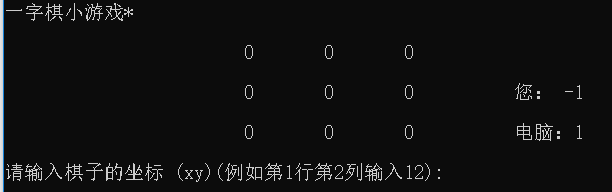 一字棋小游戏*
0 0 0
0 0 0 您: -1
0 0 0 电脑: 1
请输入棋子的坐标 (xy)(例如第1行第2列输入12):